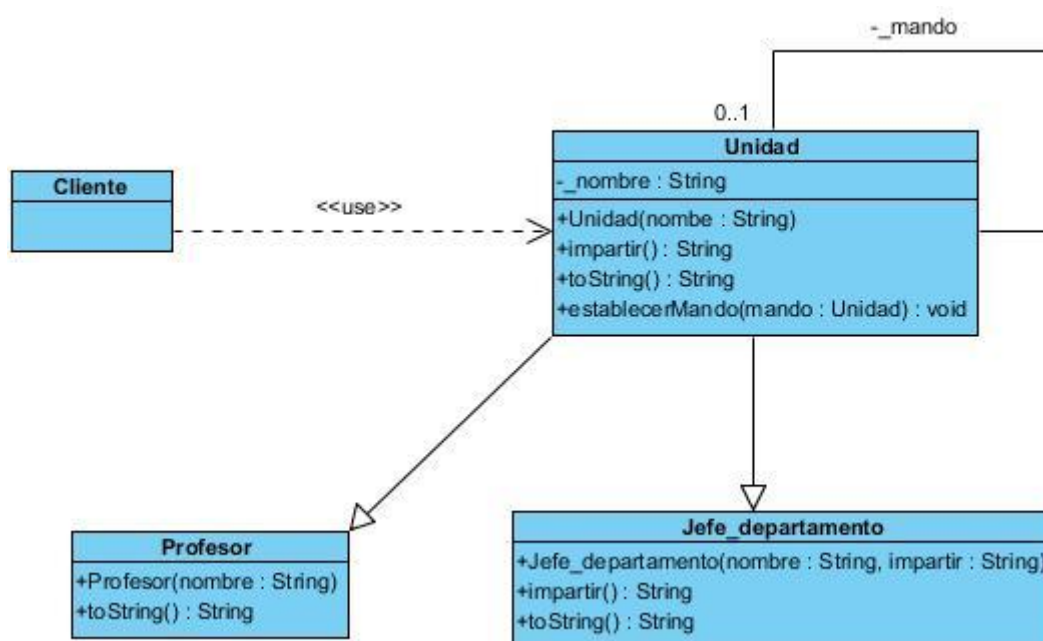 -_mando
0..1
Unidad
-_nombre : String
+Unidad(nombe : String)
+impartir() : String
+toString() : String
+establecerMando(mando : Unidad) : void
Cliente
<<use>>
Profesor
+Profesor(nombre : String)
+toString() : String
Jefe_departamento
+Jefe_departamento(nombre : String, impartir : String)
+impartir() : String
+toString() : String